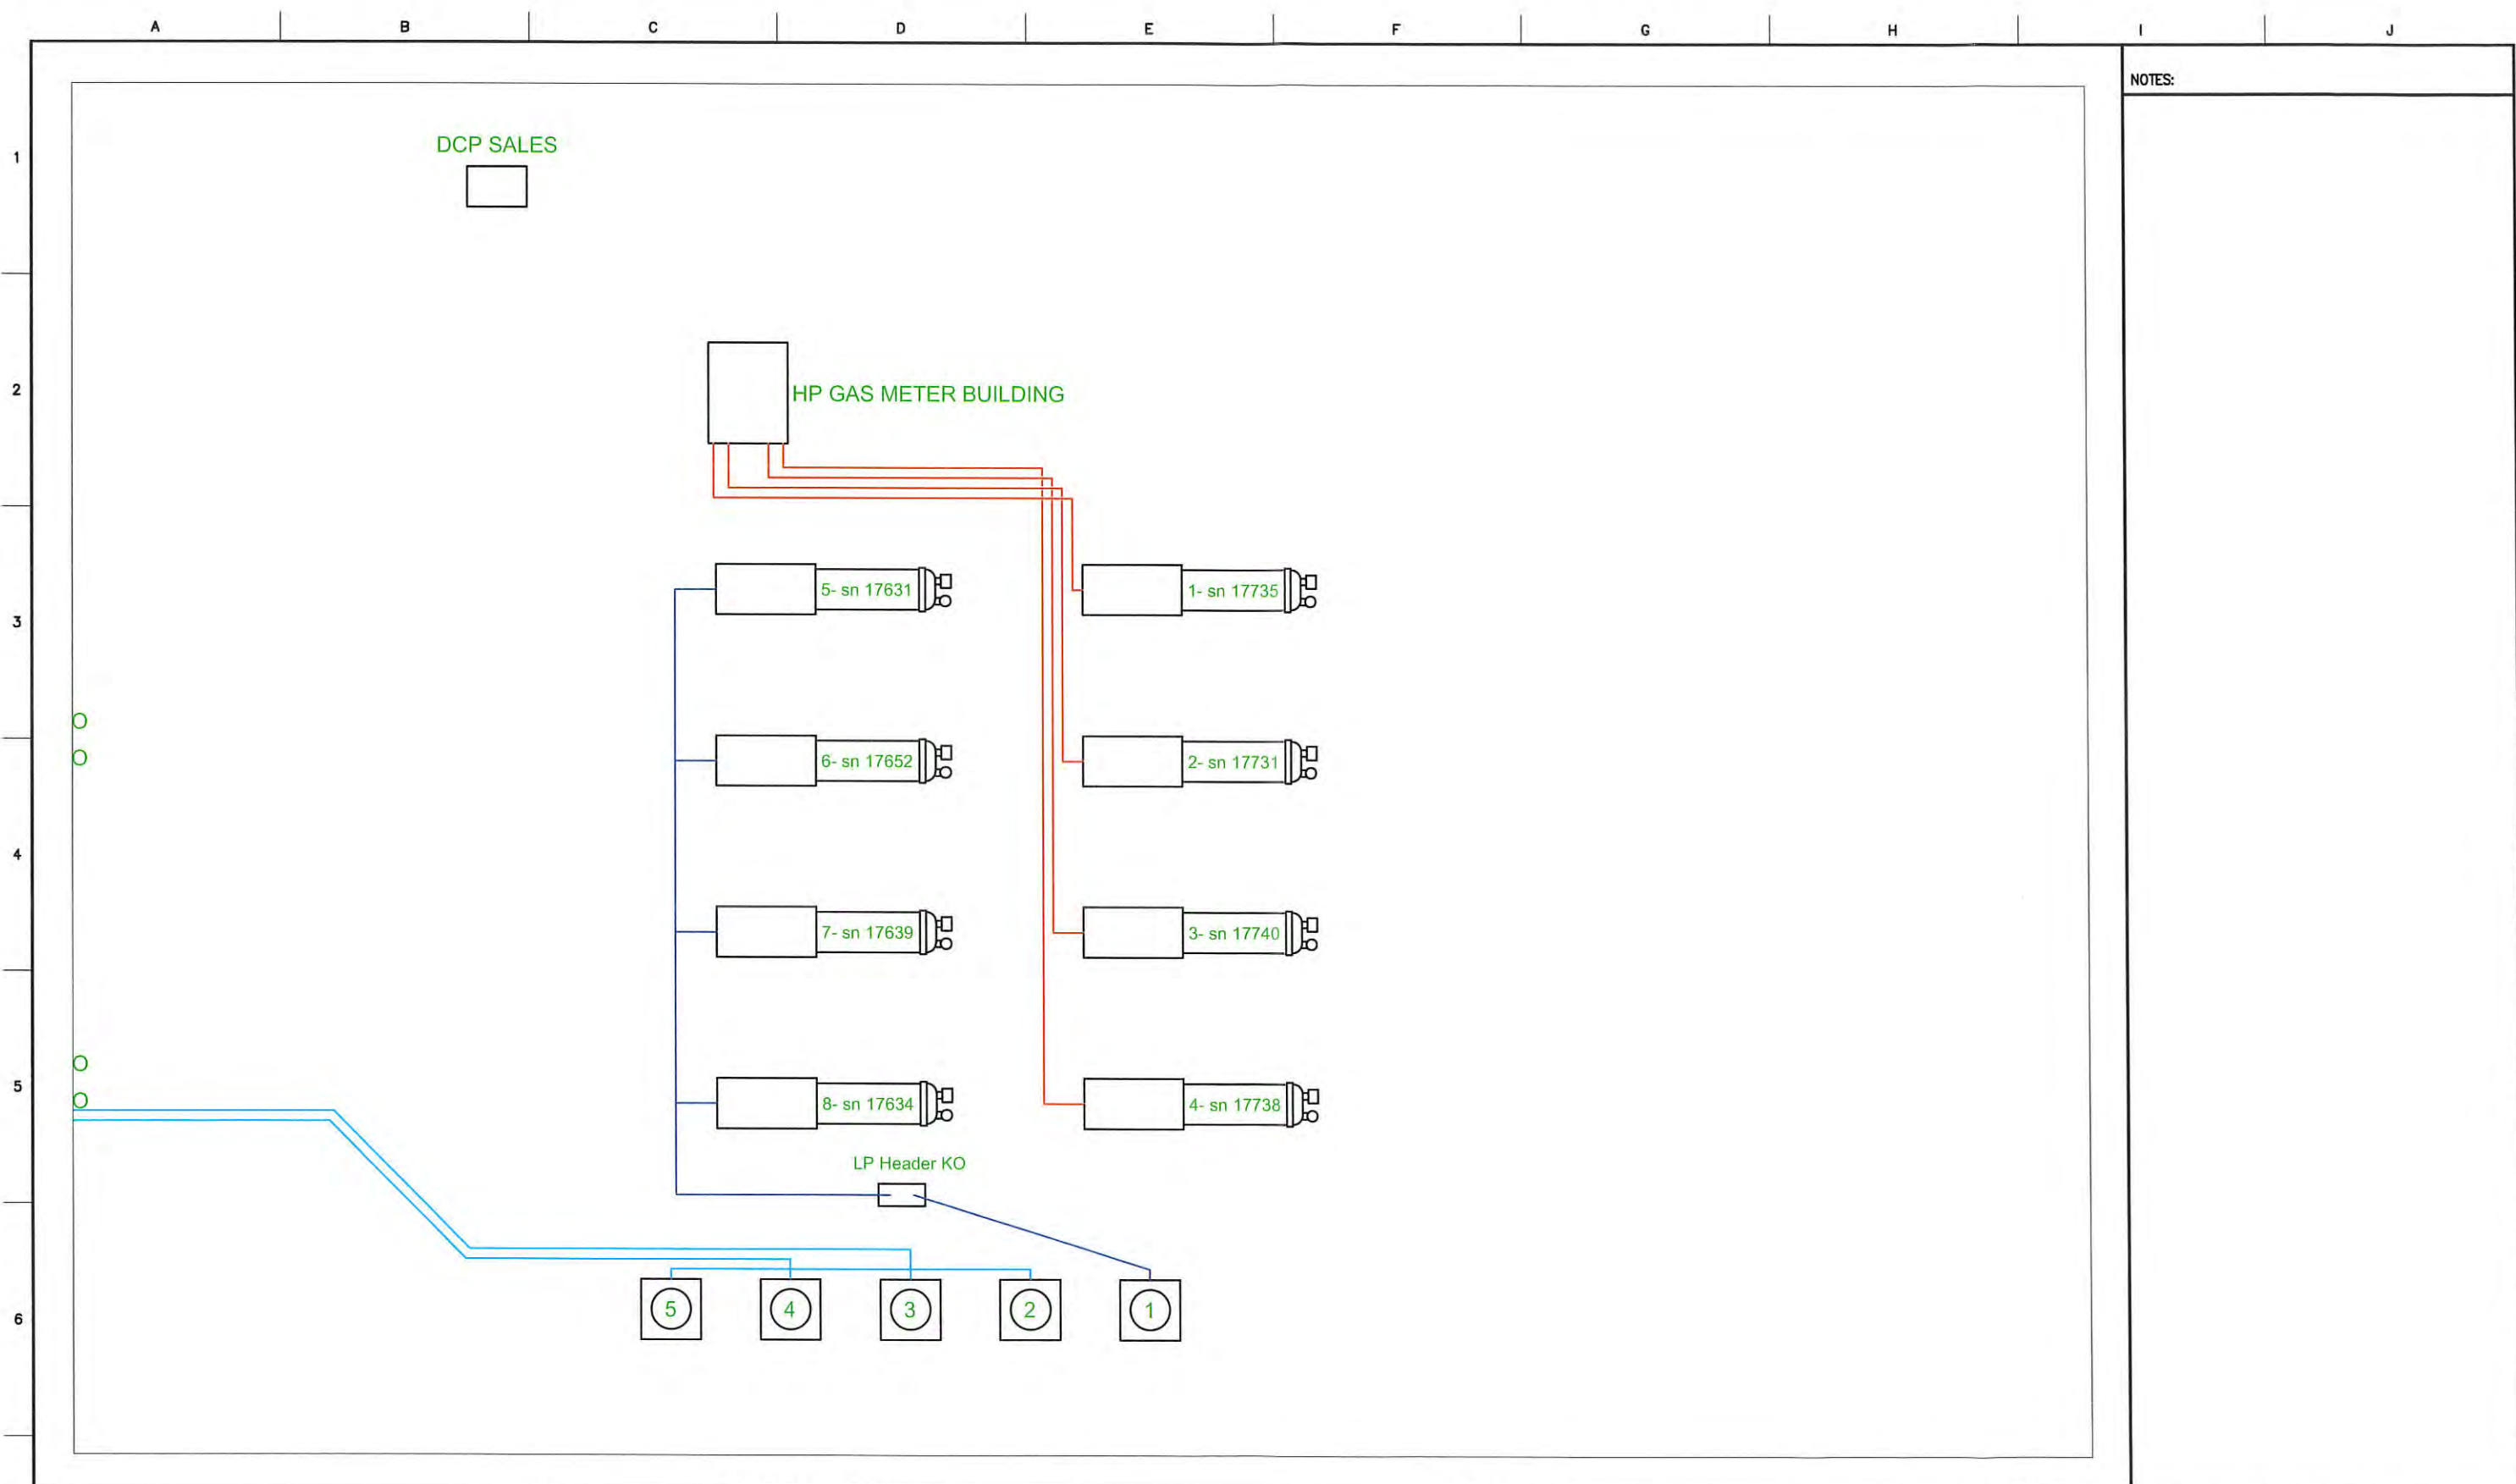 A B C D E F G H I J
NOTES:
1
DCP SALES
2
HP GAS METER BUILDING
3
5- sn 17631
1- sn 17735
O
6- sn 17652
2- sn 17731
O
4
7- sn 17639
3- sn 17740
O
5
O
8- sn 17634
4- sn 17738
LP Header KO
6
5 4 3 2 1